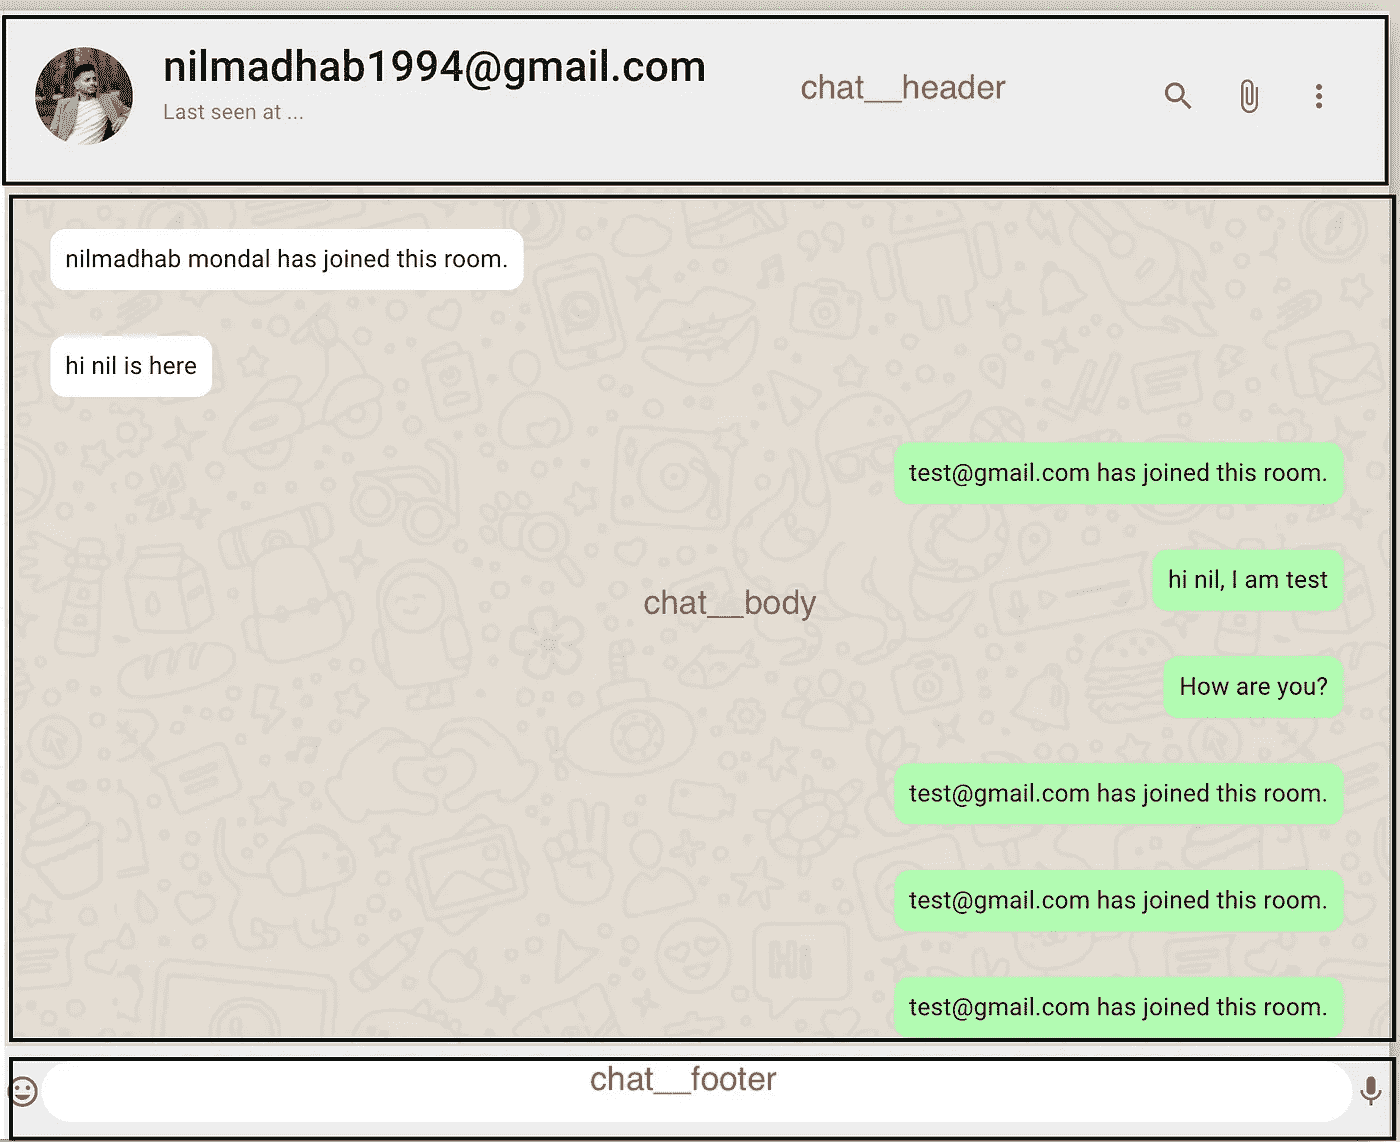 nilmadhab1994@gmail.com
Last seen at ...
chat__header
nilmadhab mondal has joined this room.
hi nil is here
test@gmail.com has joined this room.
hi nil, I am test
chat__body
How are you?
test@gmail.com has joined this room.
test@gmail.com has joined this room.
Hi
test@gmail.com has joined this room.
chat__footer